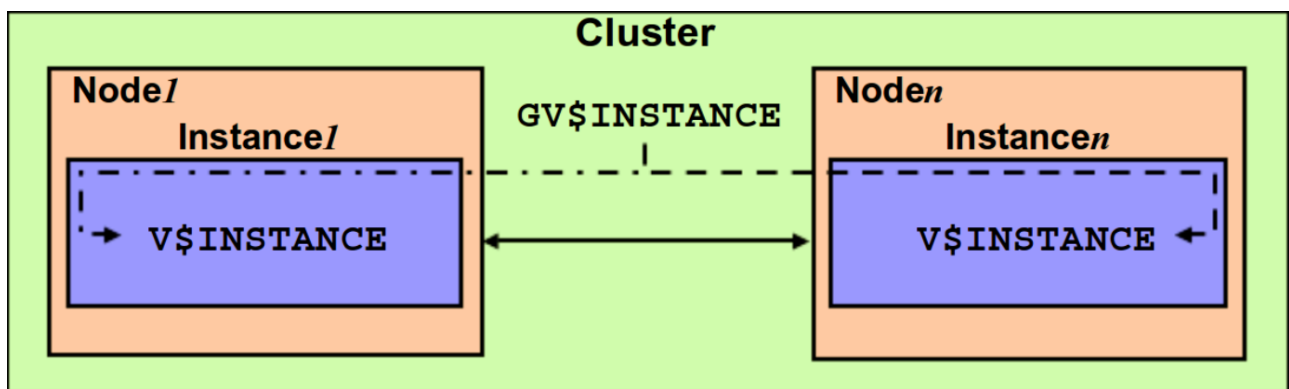 Cluster
Node1
Instance1
V$INSTANCE
GV$INSTANCE
Noden
Instancen
V$INSTANCE